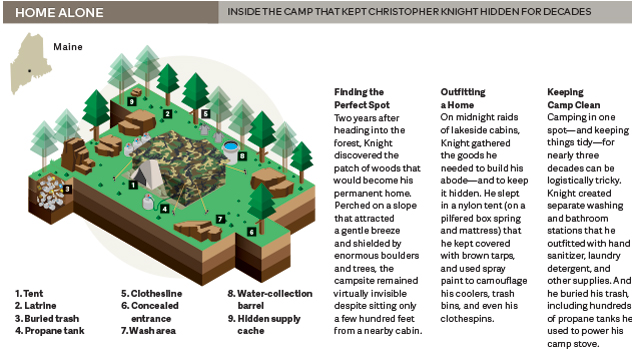 HOME ALONE
INSIDE THE CAMP THAT KEPT CHRISTOPHER KNIGHT HIDDEN FOR DECADES
Maine
9
2
5
8
3
1
4
7
6
1. Tent
2. Latrine
3. Buried trash
4. Propane tank
5. Clothesline
6. Concealed
entrance
7. Wash area
8. Water-collection
barrel
9. Hidden supply
cache
Finding the
Perfect Spot
Two years after
heading into the
forest, Knight
discovered the
patch of woods that
would become his
permanent home.
Perched on a slope
that attracted
a gentle breeze
and shielded by
enormous boulders
and trees, the
campsite remained
virtually invisible
despite sitting only
a few hundred feet
from a nearby cabin.
Outfitting
a Home
On midnight raids
of lakeside cabins,
Knight gathered
the goods he
needed to build his
abode—and to keep
it hidden. He slept
in a nylon tent (on a
pilfered box spring
and mattress) that
he kept covered
with brown tarps,
and used spray
paint to camouflage
his coolers, trash
bins, and even his
clothespins.
Keeping
Camp Clean
Camping in one
spot—and keeping
things tidy—for
nearly three
decades can be
logistically tricky.
Knight created
separate washing
and bathroom
stations that he
outfitted with hand
sanitizer, laundry
detergent, and
other supplies. And
he buried his trash,
including hundreds
of propane tanks he
used to power his
camp stove.